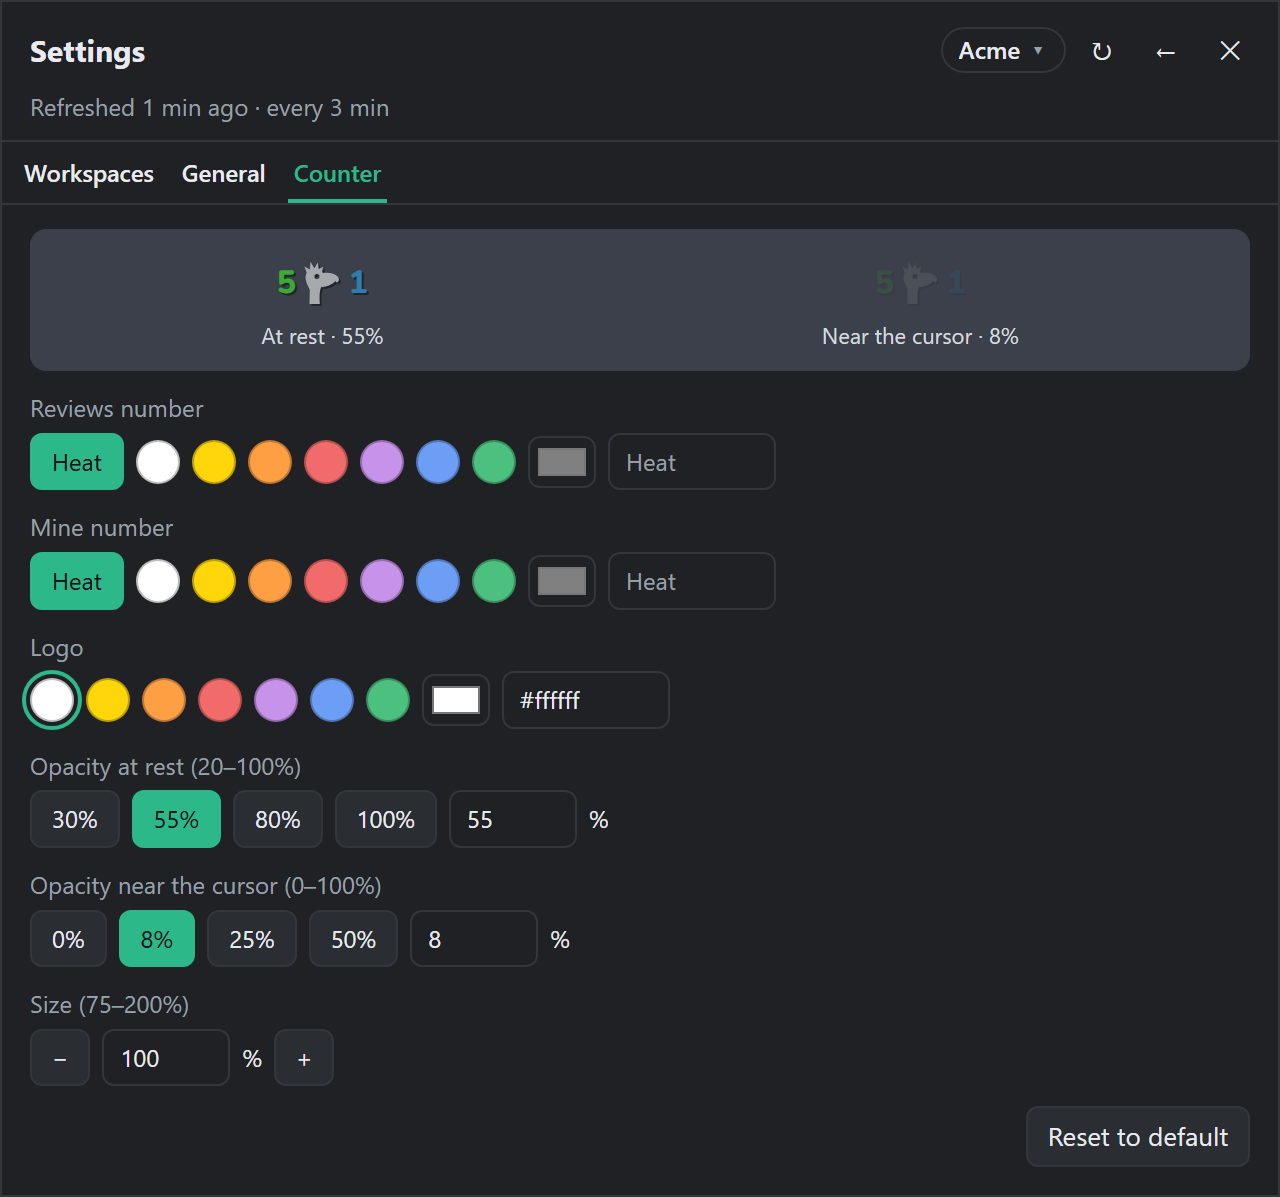 Settings
Acme ▾ ↻ ← ✕
Refreshed 1 min ago · every 3 min
Workspaces General Counter
5 1
5 1
At rest · 55%
Near the cursor · 8%
Reviews number
Heat
Heat
Mine number
Heat
Heat
Logo
#ffffff
Opacity at rest (20–100%)
30% 55% 80% 100% 55 %
Opacity near the cursor (0–100%)
0% 8% 25% 50% 8 %
Size (75–200%)
− 100 % +
Reset to default